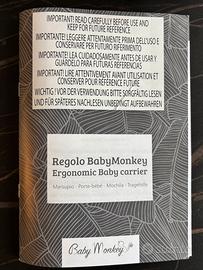 IMPORTANT! READ CAREFULLY BEFORE USE AND
KEEP FOR FUTURE REFERENCE
IMPORTANTE! LEGGERE ATTENTAMENTE PRIMA DELL'USO E
CONSERVARE PER FUTURO RIFERIMENTO
IMPORTANTE! LEA CUIDADOSAMENTE ANTES DE USAR Y
GUÁRDELO PARA FUTURAS REFERENCIAS
IMPORTANT! LIRE ATTENTIVEMENT AVANT UTILISATION ET
CONSERVER POUR RÉFÉRENCE FUTURE
WICHTIG! VOR DER VERWENDUNG BITTE SORGFÄLTIG LESEN
UND FÜR SPÄTERES NACHLESEN UNBEDINGT AUFBEWAHREN
Regolo BabyMonkey
Ergonomic Baby carrier
Marsupio · Porte-bébé · Mochila · Tragehilfe
Baby Monkey